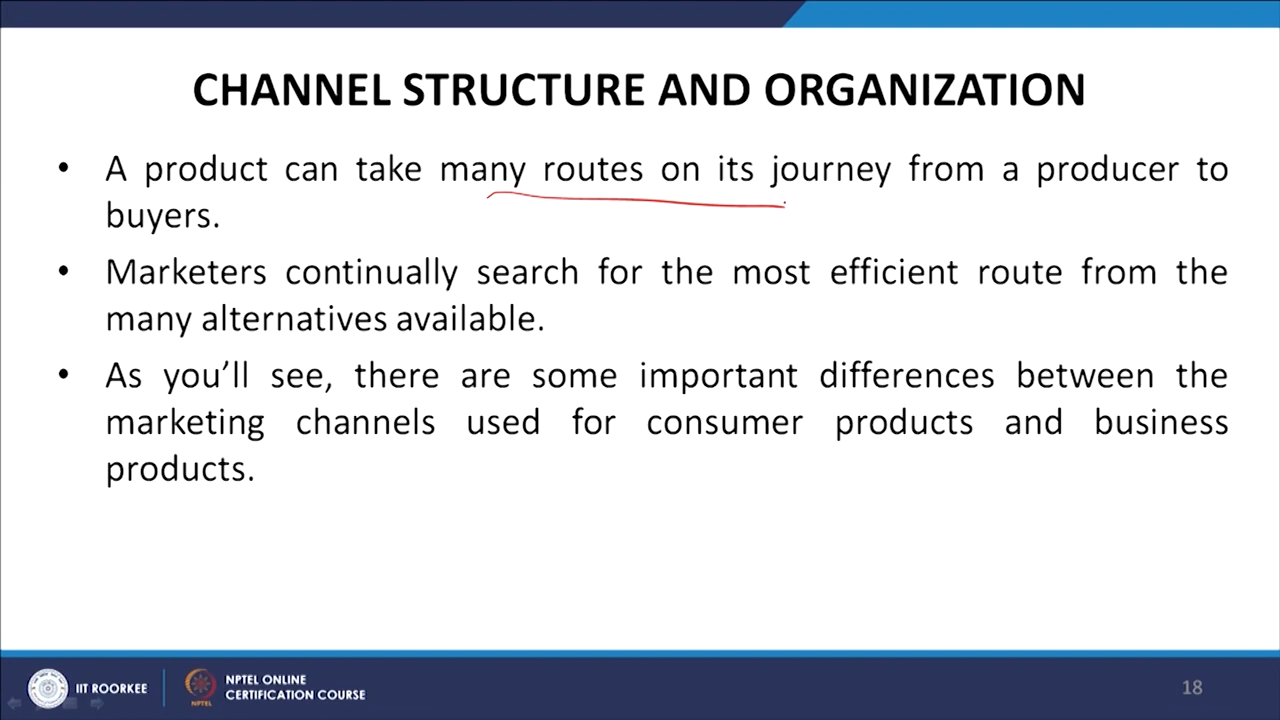 CHANNEL STRUCTURE AND ORGANIZATION
• A product can take many routes on its journey from a producer to
buyers.
• Marketers continually search for the most efficient route from the
many alternatives available.
• As you’ll see, there are some important differences between the
marketing channels used for consumer products and business
products.
IIT ROORKEE
NPTEL ONLINE
CERTIFICATION COURSE
NPTEL
18